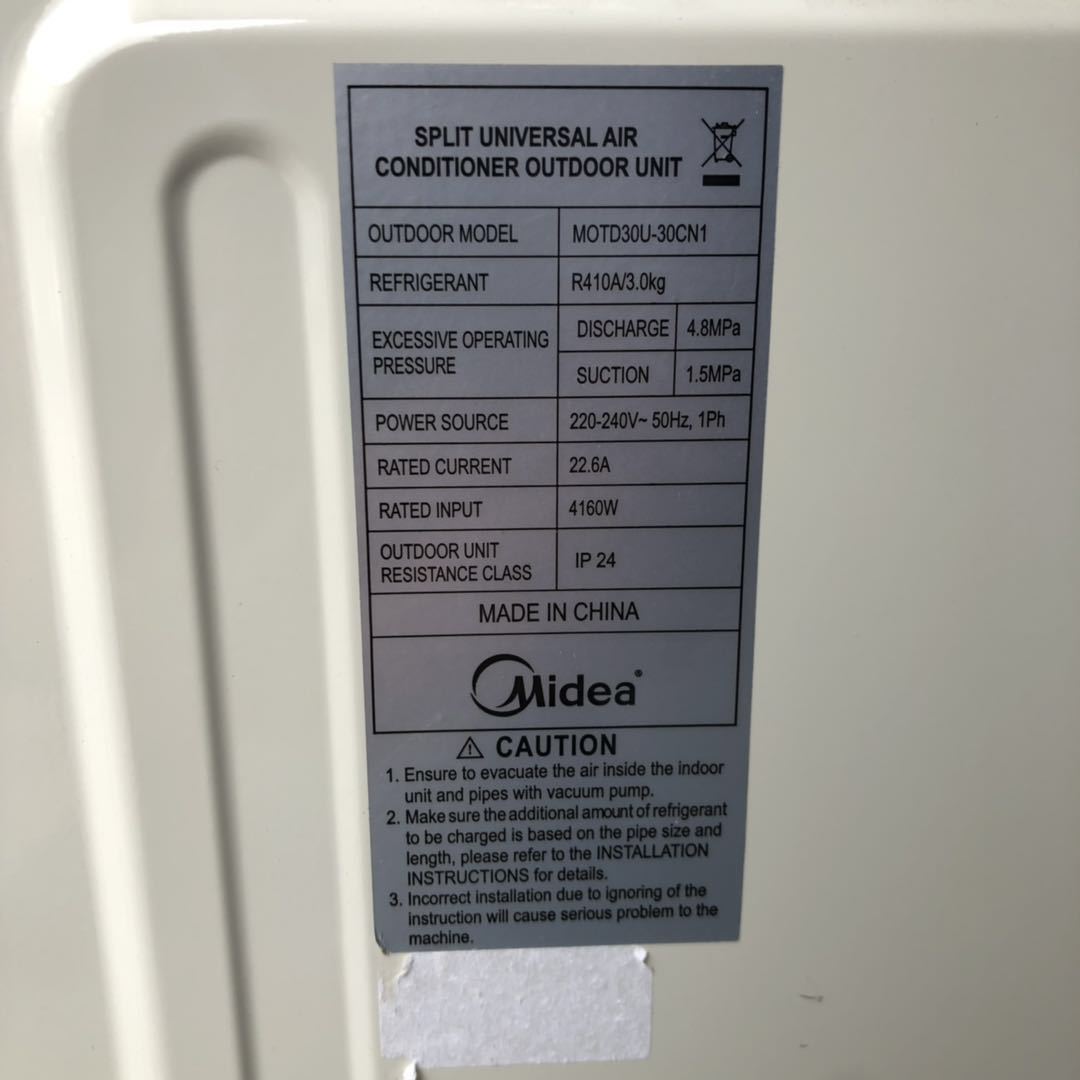 SPLIT UNIVERSAL AIR
CONDITIONER OUTDOOR UNIT
OUTDOOR MODEL MOTD30U-30CN1
REFRIGERANT R410A/3.0kg
EXCESSIVE OPERATING
PRESSURE
DISCHARGE 4.8MPa
SUCTION 1.5MPa
POWER SOURCE 220-240V~ 50Hz, 1Ph
RATED CURRENT 22.6A
RATED INPUT 4160W
OUTDOOR UNIT
RESISTANCE CLASS
IP 24
MADE IN CHINA
Midea®
⚠ CAUTION
1. Ensure to evacuate the air inside the indoor
unit and pipes with vacuum pump.
2. Make sure the additional amount of refrigerant
to be charged is based on the pipe size and
length, please refer to the INSTALLATION
INSTRUCTIONS for details.
3. Incorrect installation due to ignoring of the
instruction will cause serious problem to the
machine.